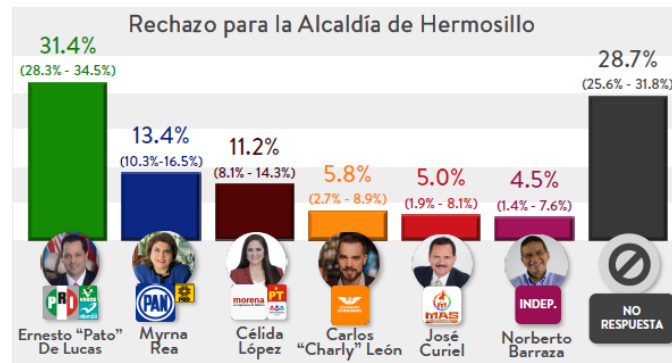 Rechazo para la Alcaldía de Hermosillo
31.4%
(28.3% - 34.5%)
13.4%
(10.3%-16.5%)
11.2%
(8.1% - 14.3%)
5.8%
(2.7% - 8.9%)
5.0%
(1.9% - 8.1%)
4.5%
(1.4% - 7.6%)
28.7%
(25.6% - 31.8%)
PRI
VERDE
PAN
PRD
morena
PT
MAS
INDEP.
NO
RESPUESTA
Ernesto "Pato"
De Lucas
Myrna
Rea
Célida
López
Carlos
"Charly" León
José
Curiel
Norberto
Barraza